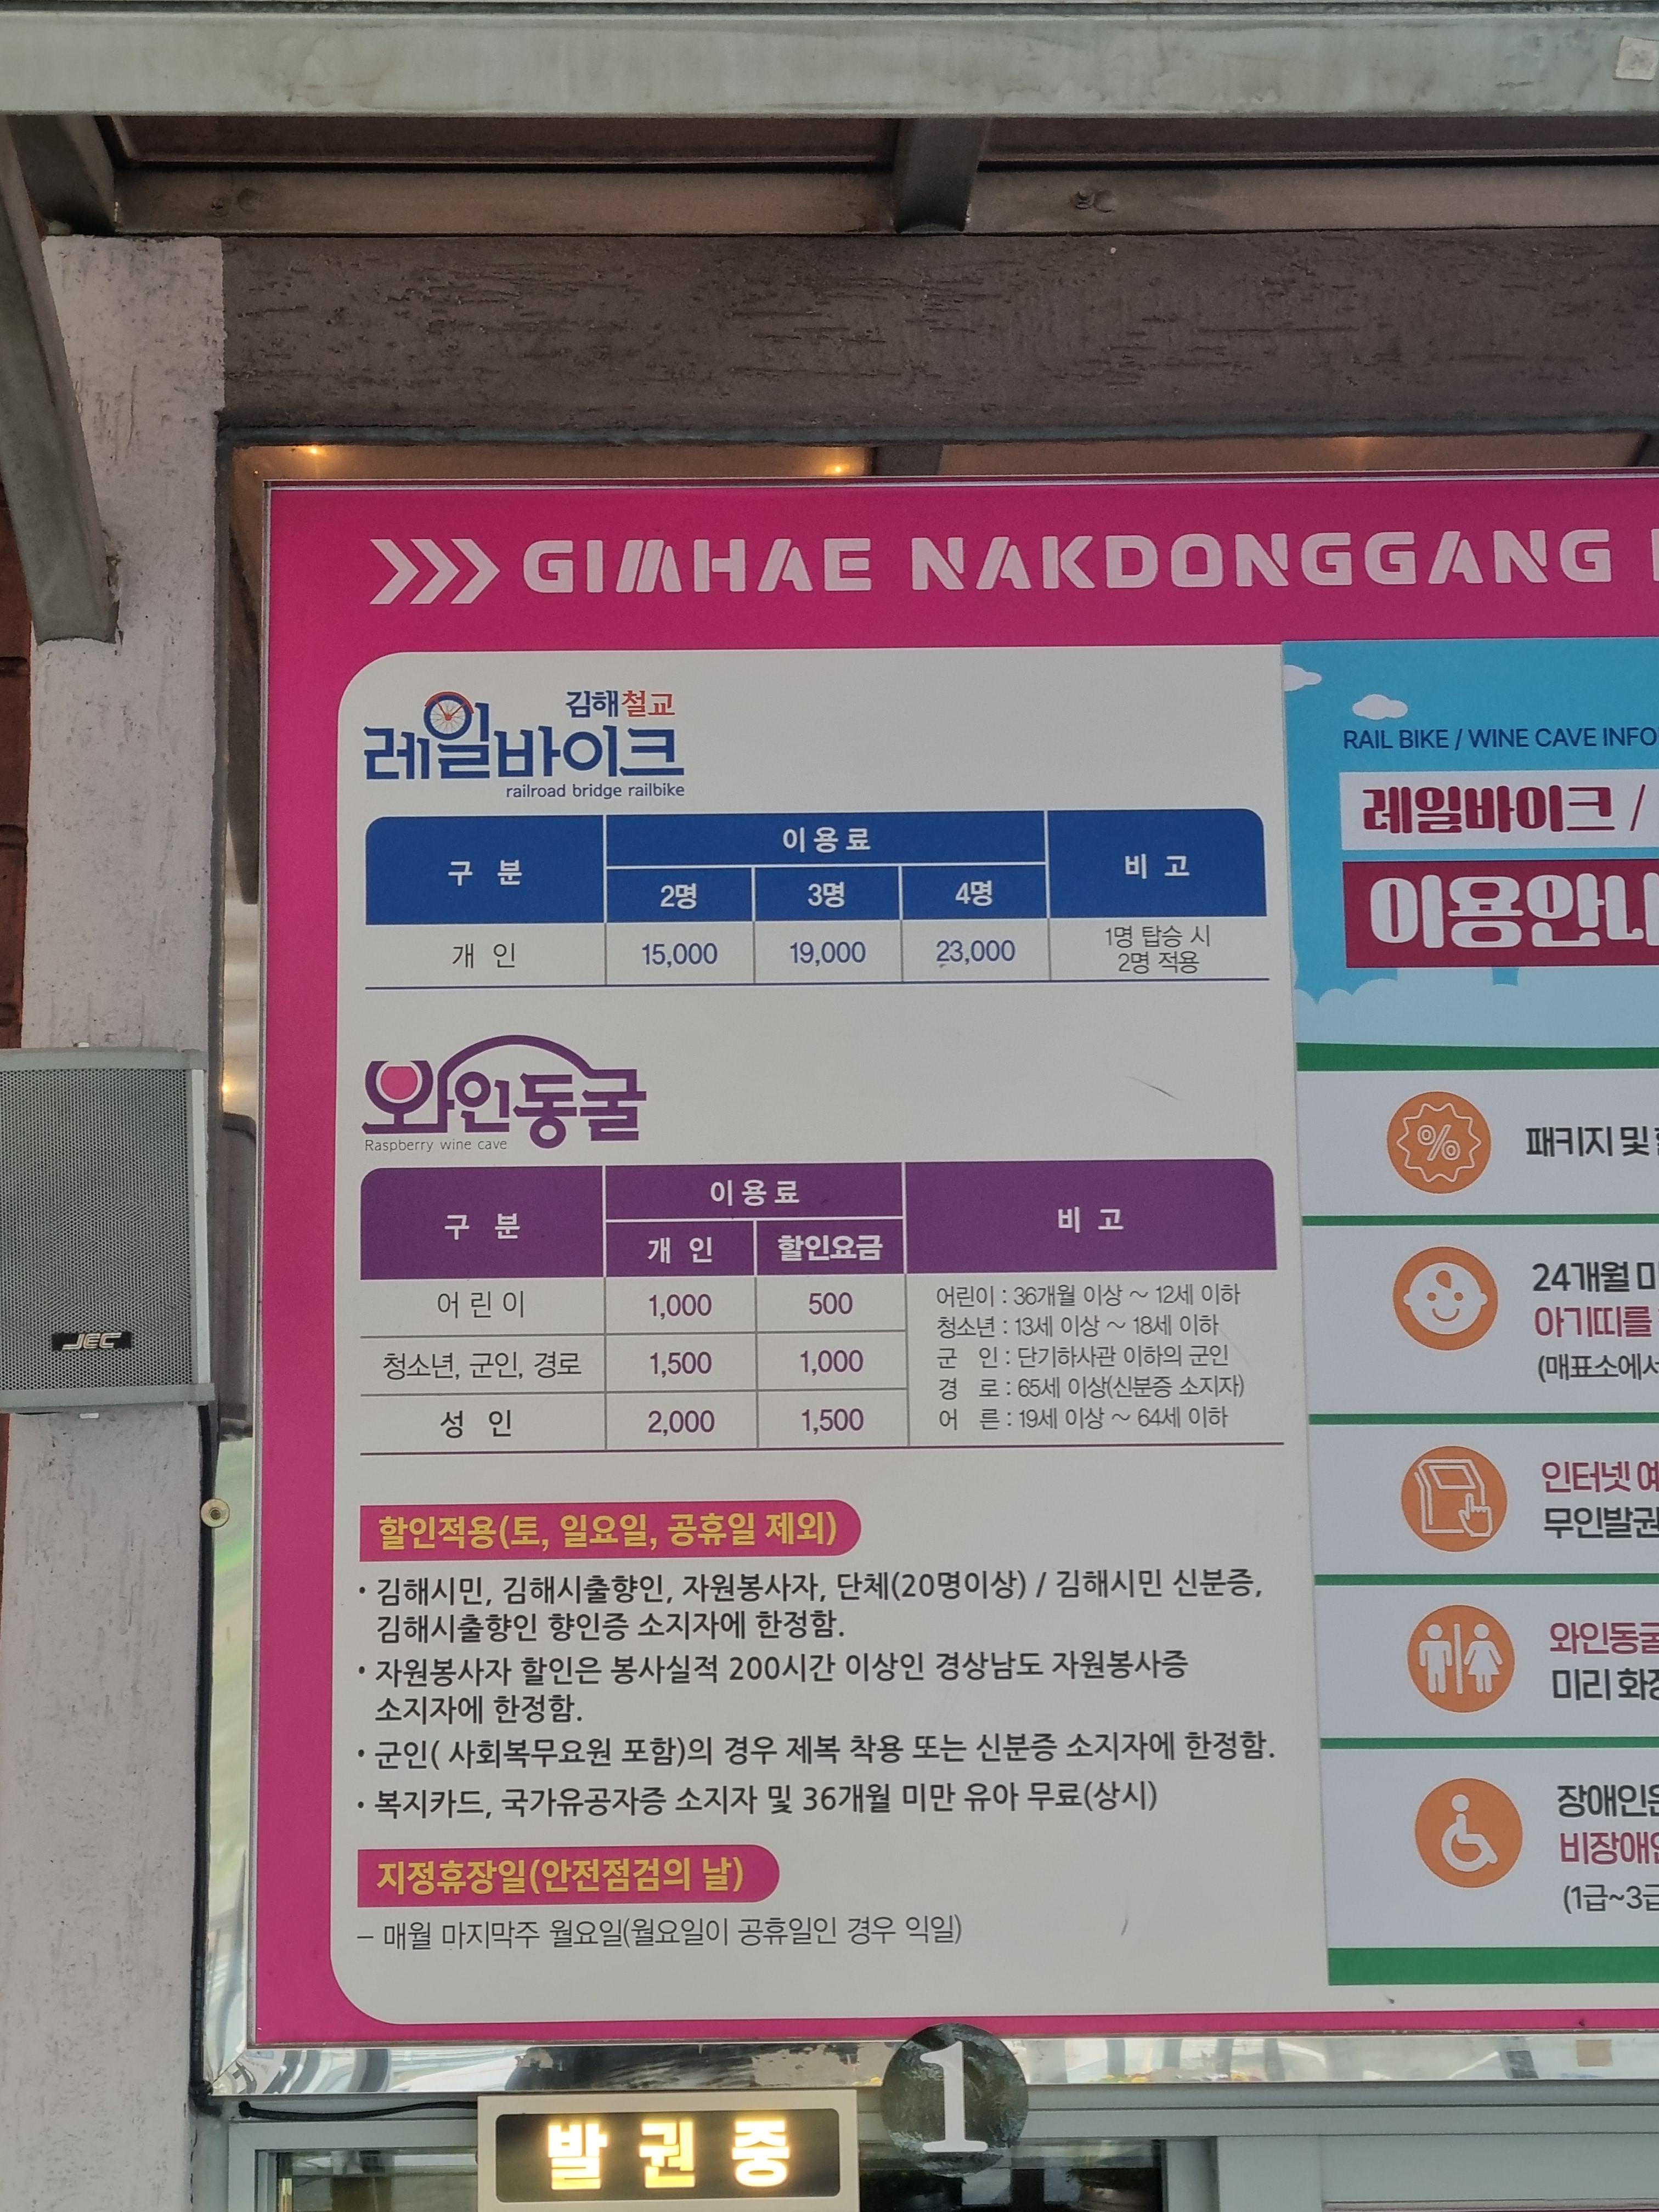 GIMHAE NAKDONGGANG
김해철교
레일바이크
railroad bridge railbike
구 분 이용료 비 고
2명 3명 4명
개 인 15,000 19,000 23,000 1명 탑승 시
2명 적용
와인동굴
Raspberry wine cave
구 분 이용료 비 고
개 인 할인요금
어린이 1,000 500
청소년, 군인, 경로 1,500 1,000
성 인 2,000 1,500
어린이 : 36개월 이상 ~ 12세 이하
청소년 : 13세 이상 ~ 18세 이하
군 인 : 단기하사관 이하의 군인
경 로 : 65세 이상(신분증 소지자)
어 른 : 19세 이상 ~ 64세 이하
할인적용(토, 일요일, 공휴일 제외)
· 김해시민, 김해시출향인, 자원봉사자, 단체(20명이상) / 김해시민 신분증,
김해시출향인 향인증 소지자에 한정함.
· 자원봉사자 할인은 봉사실적 200시간 이상인 경상남도 자원봉사증
소지자에 한정함.
· 군인( 사회복무요원 포함)의 경우 제복 착용 또는 신분증 소지자에 한정함.
· 복지카드, 국가유공자증 소지자 및 36개월 미만 유아 무료(상시)
지정휴장일(안전점검의 날)
– 매월 마지막주 월요일(월요일이 공휴일인 경우 익일)
RAIL BIKE / WINE CAVE INFO
레일바이크 /
이용안내
%
패키지 및
24개월 미
아기띠를
(매표소에서
인터넷 예
무인발권
와인동굴
미리 화장
장애인은
비장애인
(1급~3급
JEC
1
발권중